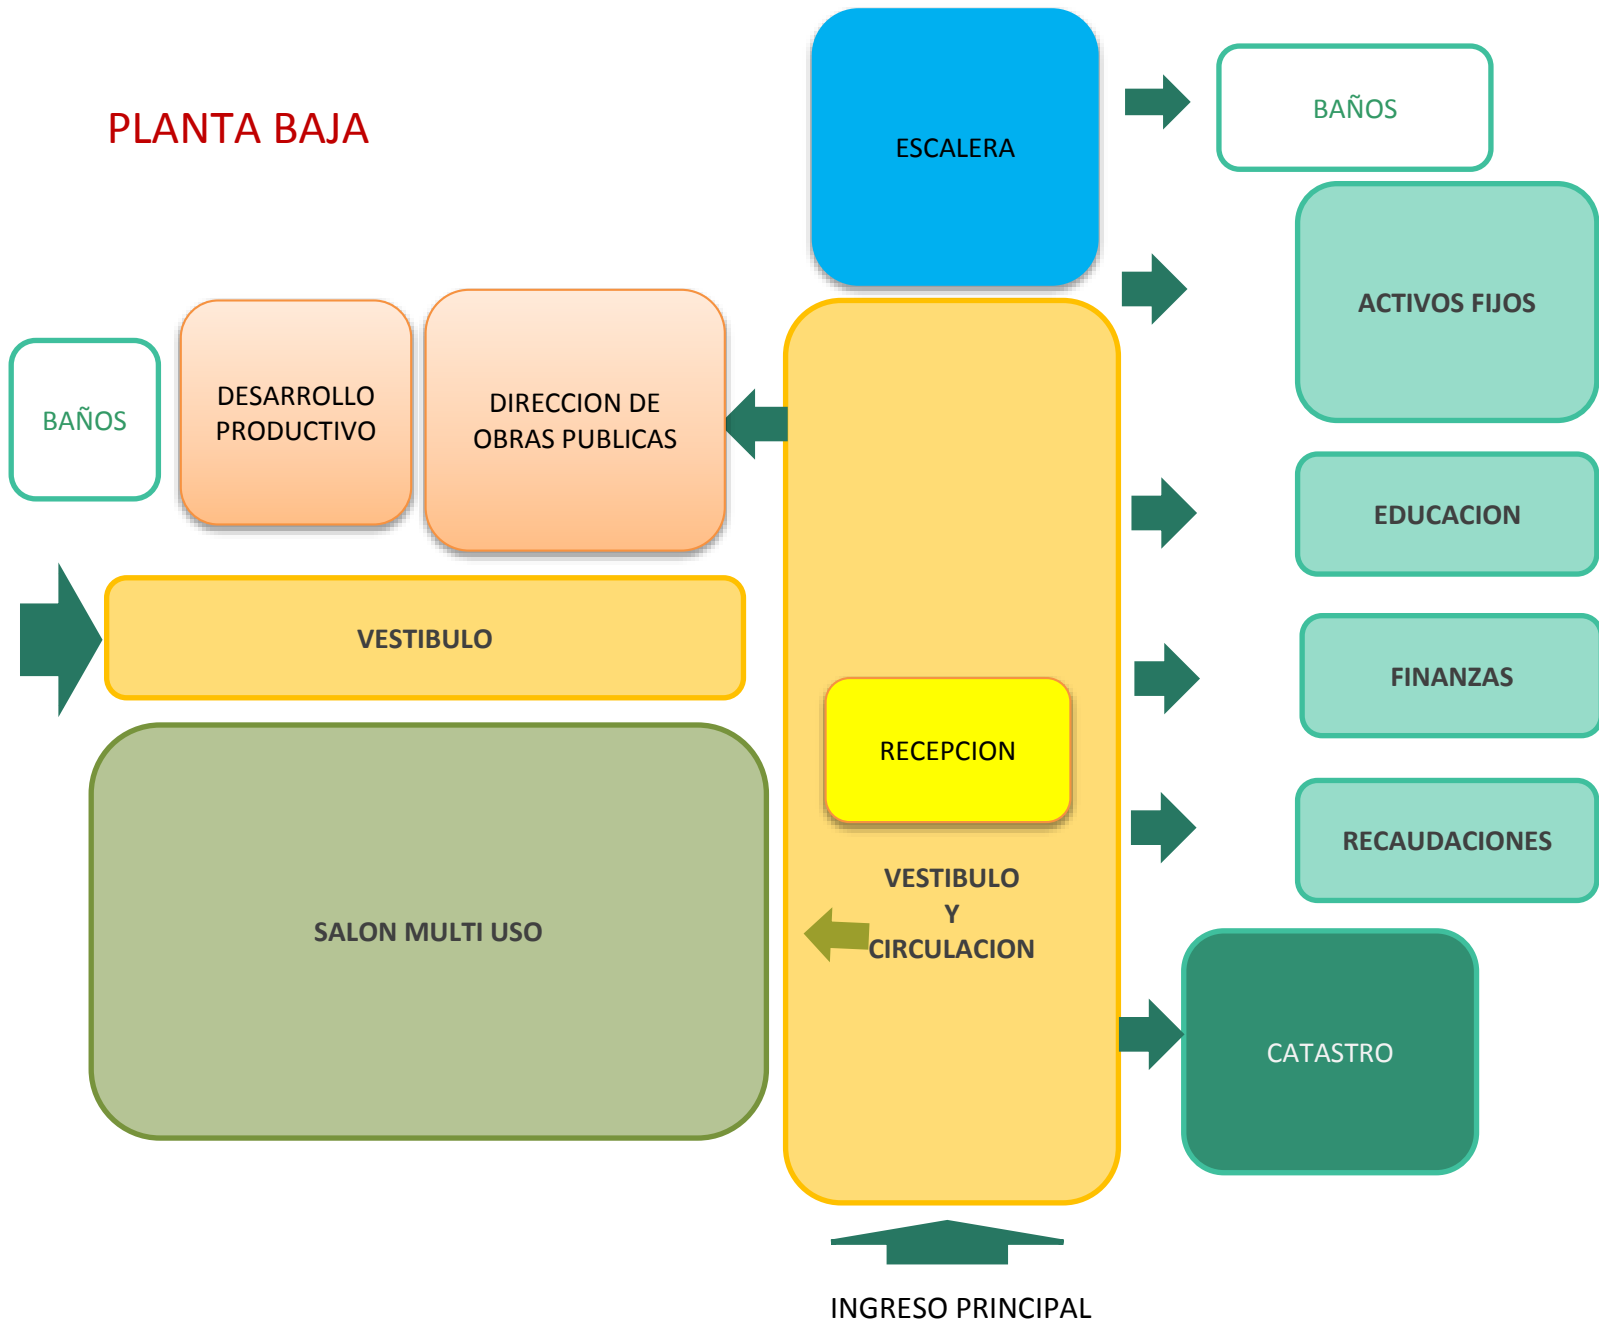 PLANTA BAJA
ESCALERA
BAÑOS
ACTIVOS FIJOS
BAÑOS
DESARROLLO
PRODUCTIVO
DIRECCION DE
OBRAS PUBLICAS
EDUCACION
VESTIBULO
FINANZAS
RECEPCION
RECAUDACIONES
SALON MULTI USO
VESTIBULO
Y
CIRCULACION
CATASTRO
INGRESO PRINCIPAL